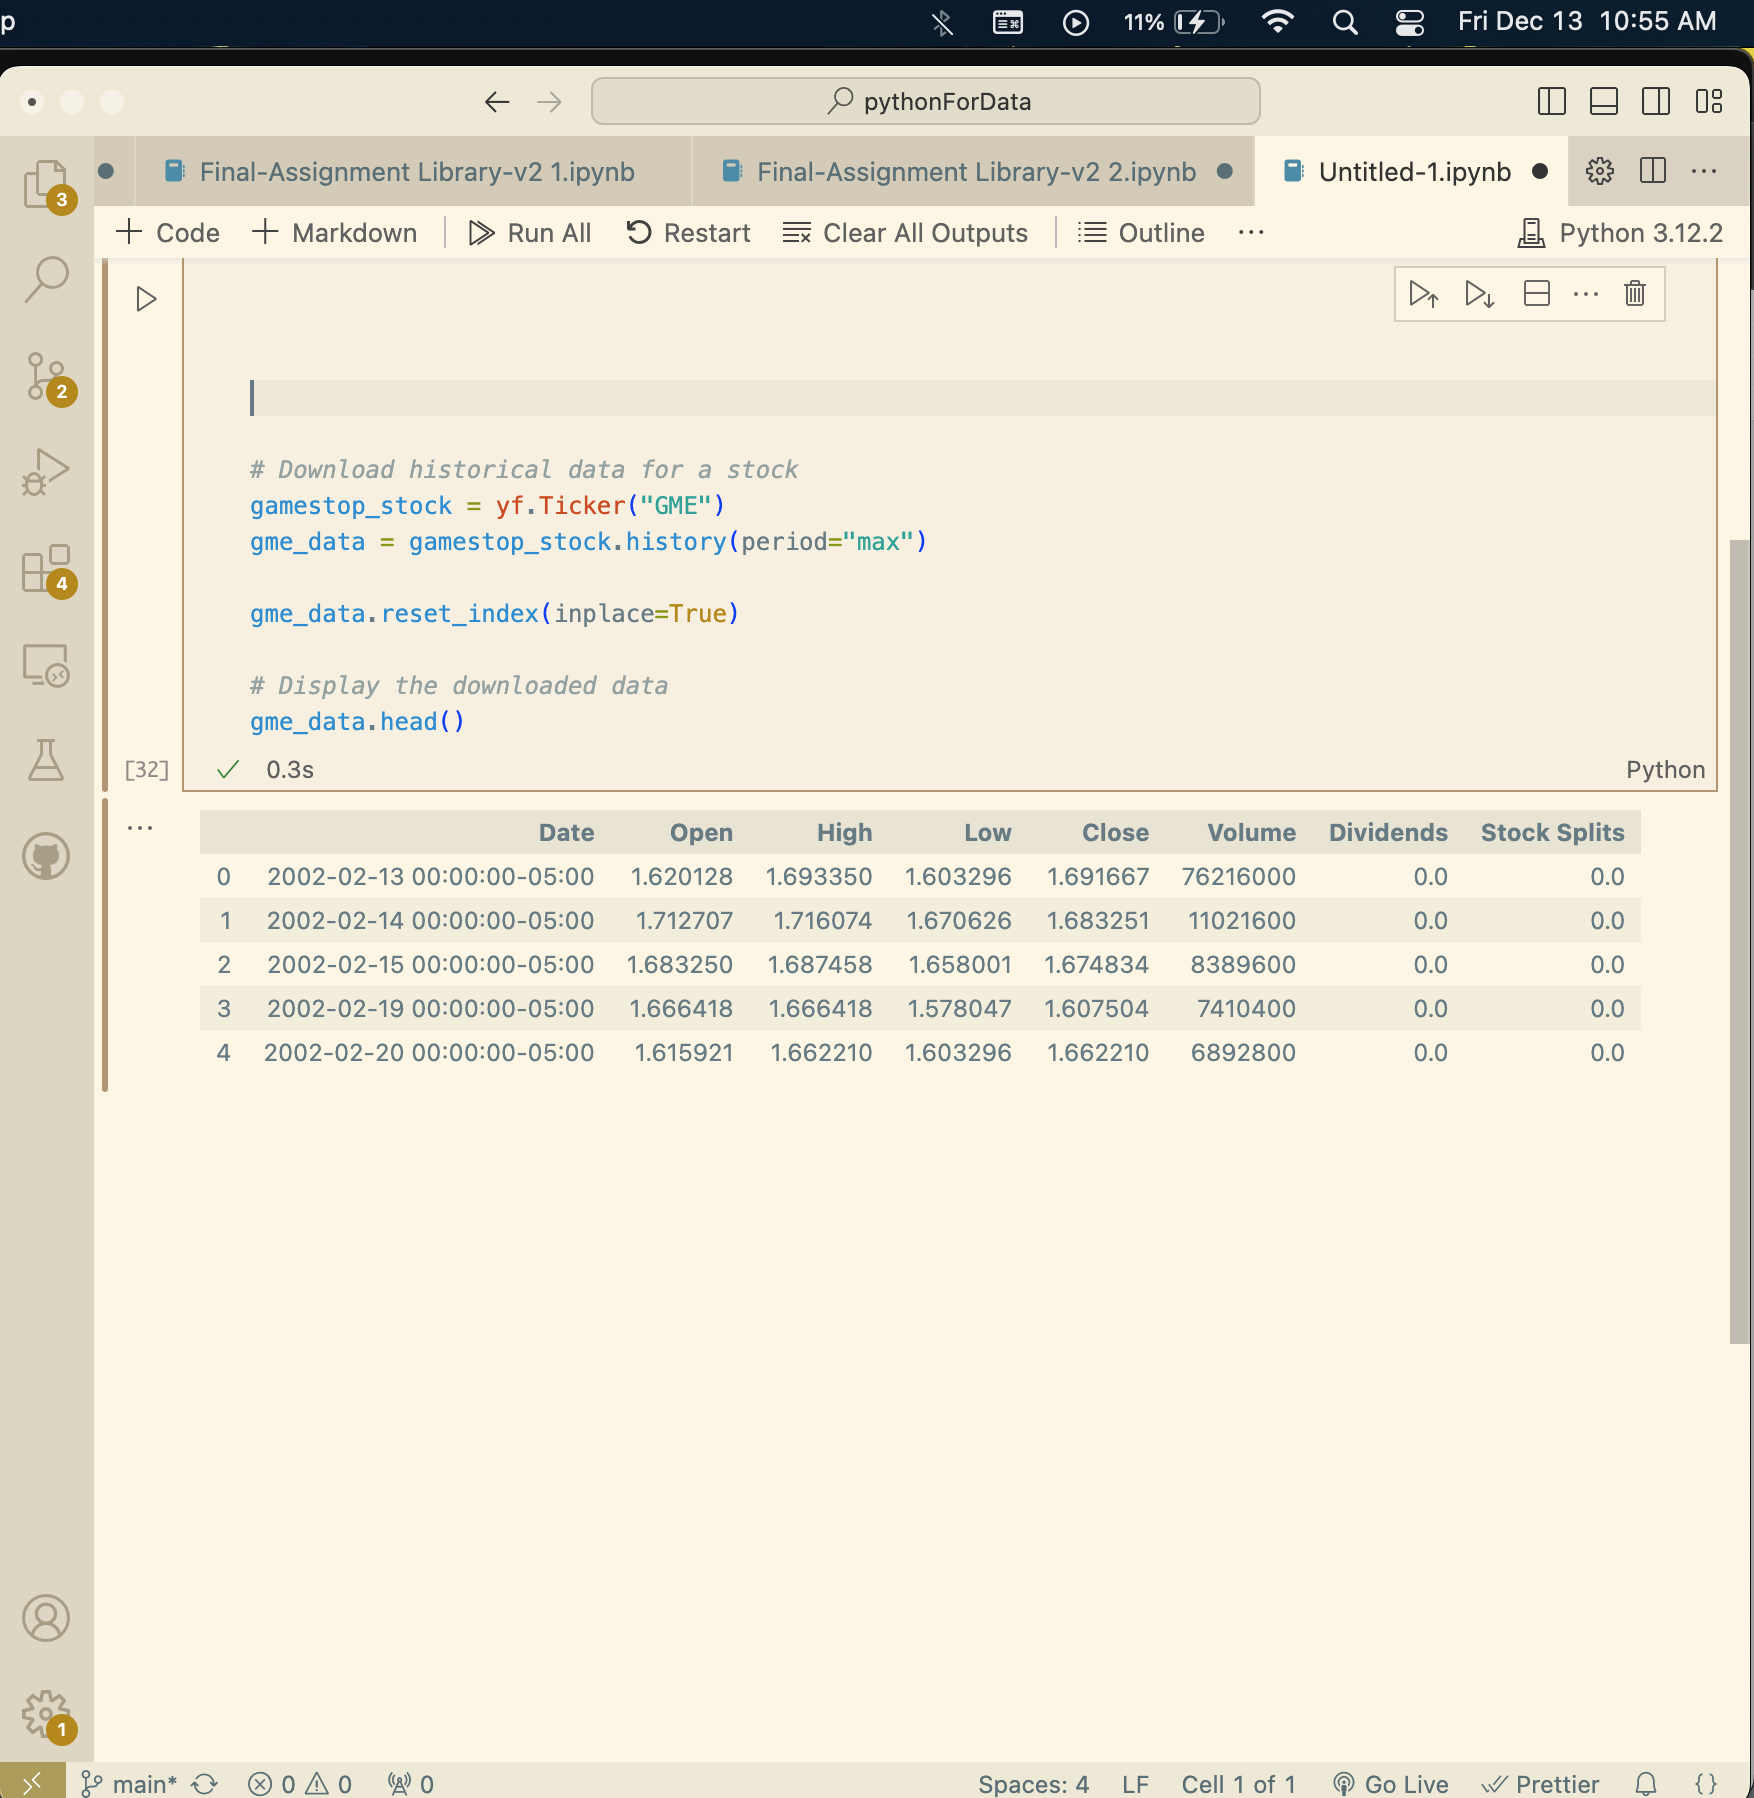 p 11% Fri Dec 13 10:55 AM
pythonForData
Final-Assignment Library-v2 1.ipynb Final-Assignment Library-v2 2.ipynb Untitled-1.ipynb ...
Code Markdown Run All Restart Clear All Outputs Outline ... Python 3.12.2
3
2
4
1
# Download historical data for a stock
gamestop_stock = yf.Ticker("GME")
gme_data = gamestop_stock.history(period="max")
gme_data.reset_index(inplace=True)
# Display the downloaded data
gme_data.head()
[32] 0.3s Python
...
Date Open High Low Close Volume Dividends Stock Splits
0 2002-02-13 00:00:00-05:00 1.620128 1.693350 1.603296 1.691667 76216000 0.0 0.0
1 2002-02-14 00:00:00-05:00 1.712707 1.716074 1.670626 1.683251 11021600 0.0 0.0
2 2002-02-15 00:00:00-05:00 1.683250 1.687458 1.658001 1.674834 8389600 0.0 0.0
3 2002-02-19 00:00:00-05:00 1.666418 1.666418 1.578047 1.607504 7410400 0.0 0.0
4 2002-02-20 00:00:00-05:00 1.615921 1.662210 1.603296 1.662210 6892800 0.0 0.0
main* 0 0 0 Spaces: 4 LF Cell 1 of 1 Go Live Prettier {}